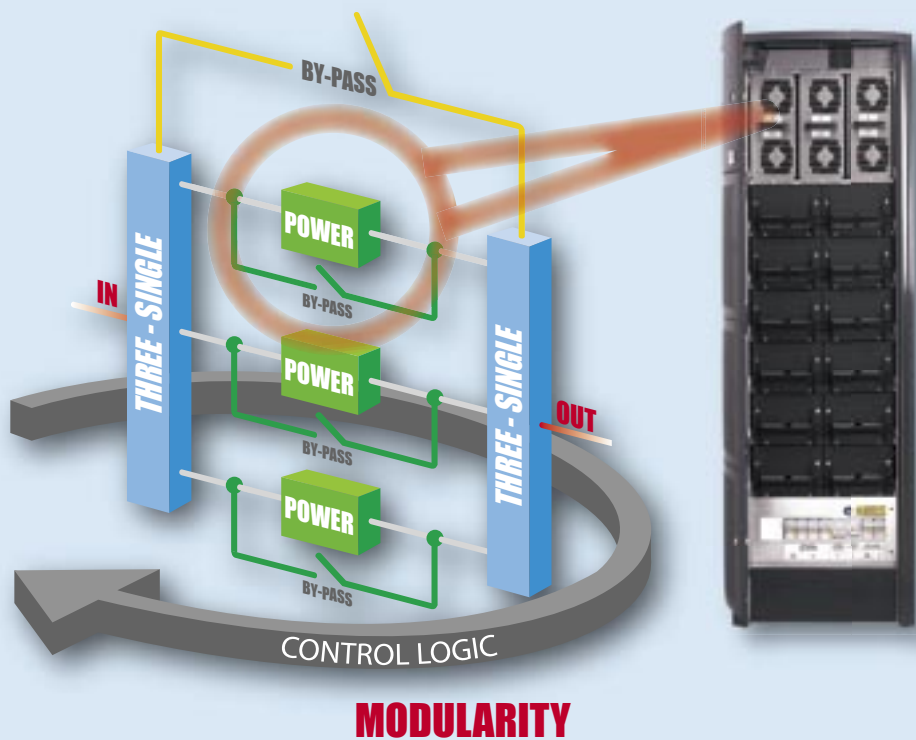 BY-PASS
POWER
BY-PASS
THREE - SINGLE
IN
THREE - SINGLE
POWER
BY-PASS
OUT
POWER
BY-PASS
CONTROL LOGIC
MODULARITY